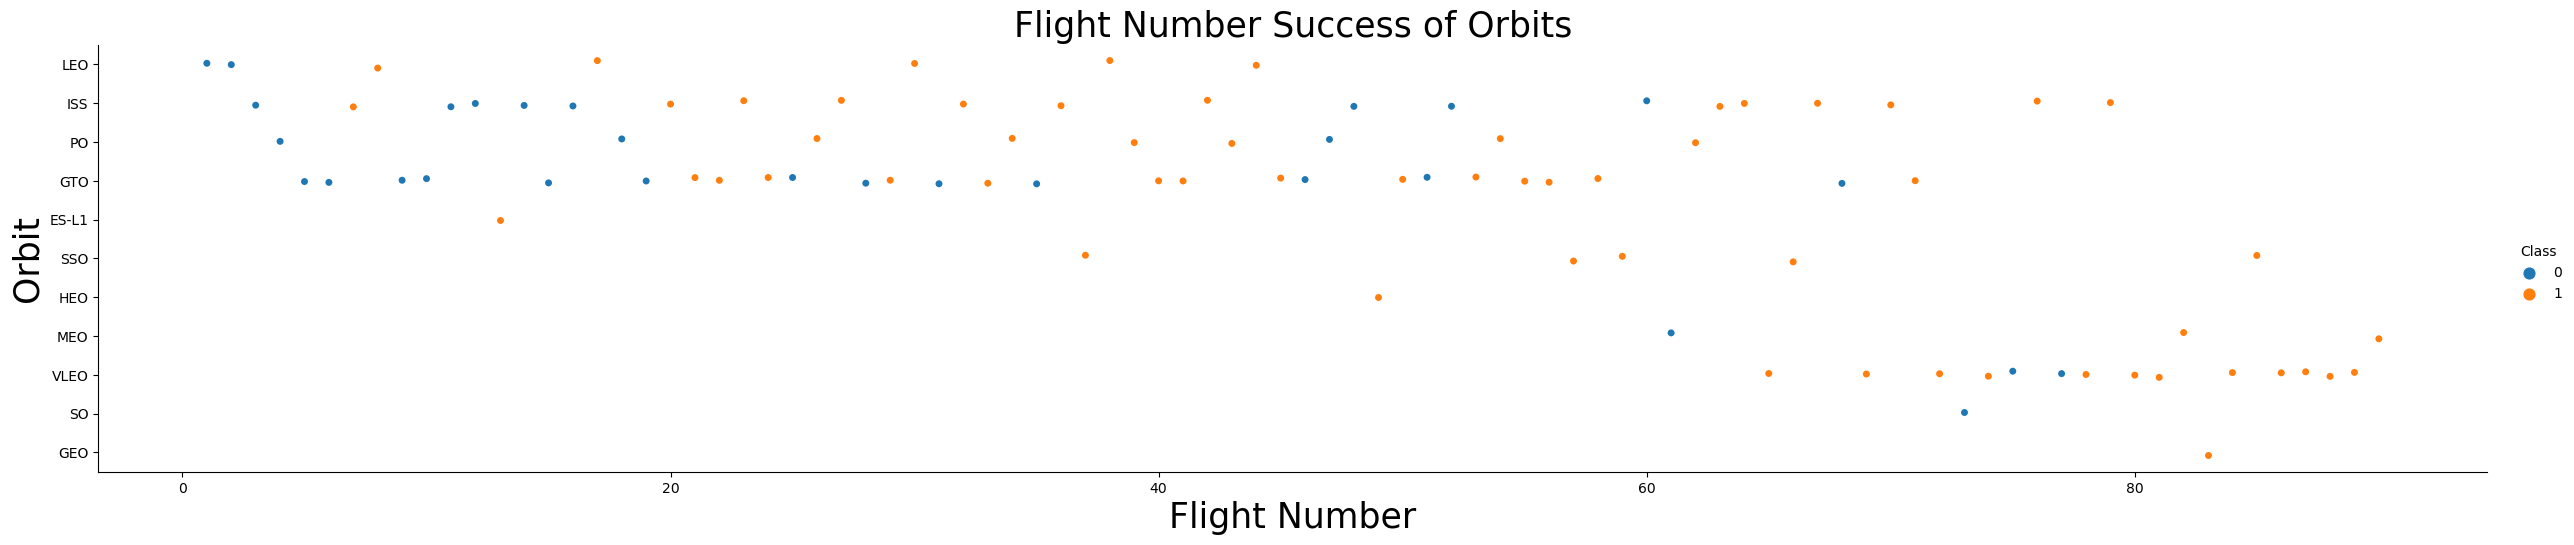 Flight Number Success of Orbits
Orbit
LEO
ISS
PO
GTO
ES-L1
SSO
HEO
MEO
VLEO
SO
GEO
0 20 40 60 80
Flight Number
Class
0
1